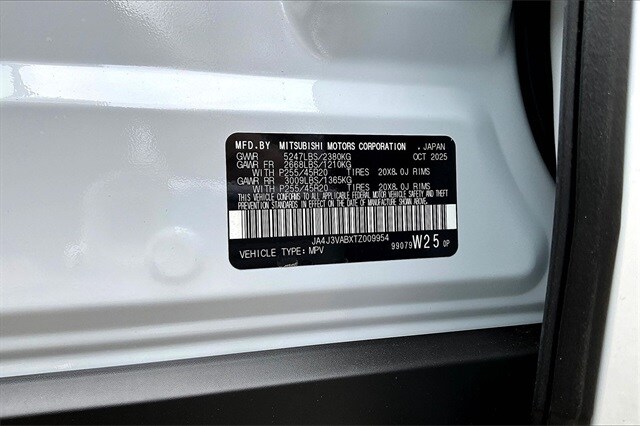 MFD.BY MITSUBISHI MOTORS CORPORATION . JAPAN
GVWR 5247LBS/2380KG OCT 2025
GAWR FR 2668LBS/1210KG
WITH P255/45R20 TIRES 20X8.0J RIMS
GAWR RR 3009LBS/1365KG
WITH P255/45R20 TIRES 20X8.0J RIMS
THIS VEHICLE CONFORMS TO ALL APPLICABLE FEDERAL MOTOR
VEHICLE SAFETY, BUMPER, AND THEFT PREVENTION STANDARDS
IN EFFECT ON THE DATE OF MANUFACTURE SHOWN ABOVE.
JA4J3VABXTZ009954
VEHICLE TYPE: MPV 99079 W25 0P